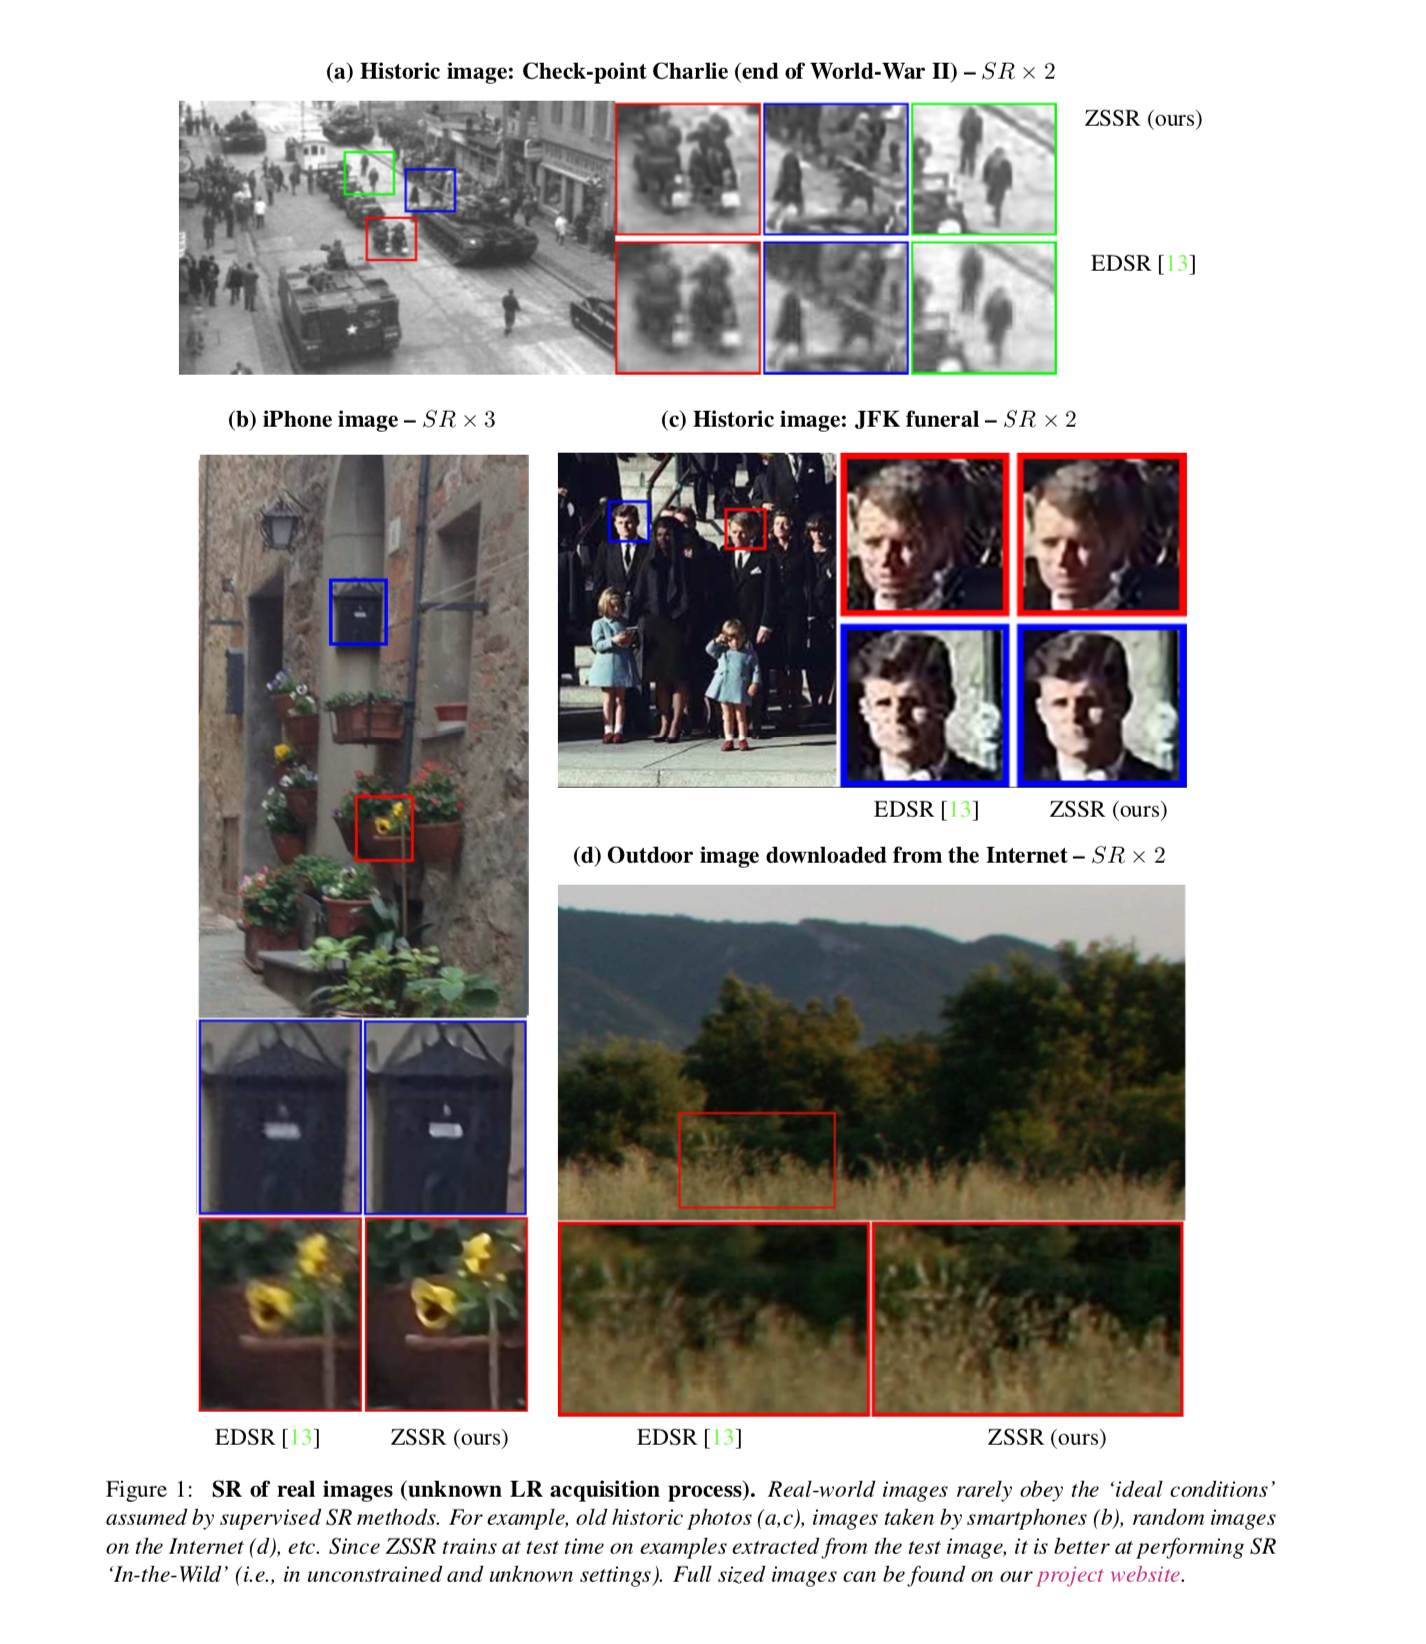 (a) Historic image: Check-point Charlie (end of World-War II) – SR × 2
ZSSR (ours)
EDSR [13]
(b) iPhone image – SR × 3
(c) Historic image: JFK funeral – SR × 2
EDSR [13] ZSSR (ours)
(d) Outdoor image downloaded from the Internet – SR × 2
EDSR [13] ZSSR (ours) EDSR [13] ZSSR (ours)
Figure 1: SR of real images (unknown LR acquisition process). Real-world images rarely obey the ‘ideal conditions’
assumed by supervised SR methods. For example, old historic photos (a,c), images taken by smartphones (b), random images
on the Internet (d), etc. Since ZSSR trains at test time on examples extracted from the test image, it is better at performing SR
‘In-the-Wild’ (i.e., in unconstrained and unknown settings). Full sized images can be found on our project website.